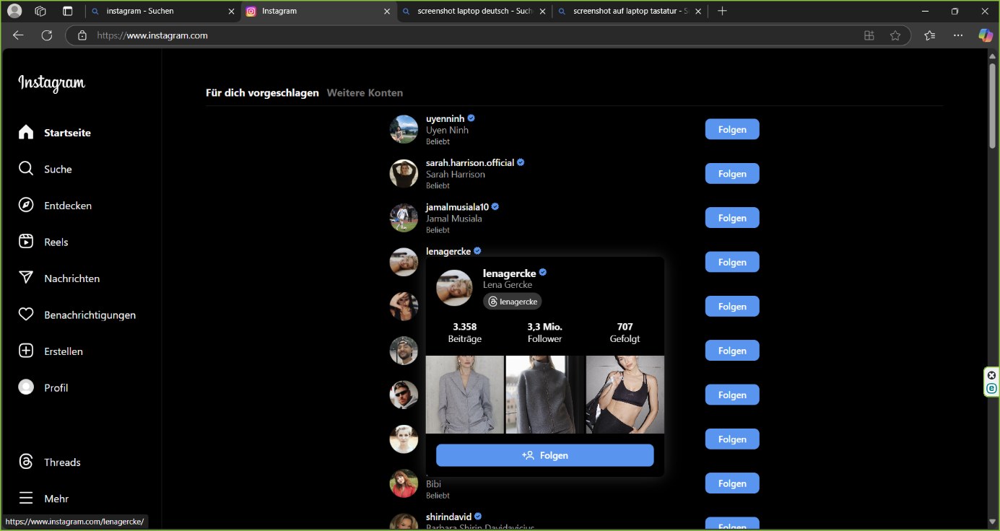 instagram - Suchen
Instagram
screenshot laptop deutsch - Such
screenshot auf laptop tastatur - S
https://www.instagram.com
Instagram
Startseite
Suche
Entdecken
Reels
Nachrichten
Benachrichtigungen
Erstellen
Profil
Threads
Mehr
https://www.instagram.com/lenagercke/
Für dich vorgeschlagen Weitere Konten
uyenninh
Uyen Ninh
Beliebt
Folgen
sarah.harrison.official
Sarah Harrison
Beliebt
Folgen
jamalmusiala10
Jamal Musiala
Beliebt
Folgen
lenagercke
Folgen
lenagercke
Lena Gercke
lenagercke
3.358 3,3 Mio. 707
Beiträge Follower Gefolgt
Folgen
Folgen
Folgen
Folgen
Folgen
Bibi
Beliebt
Folgen
shirindavid
Barbara Shirin Davidavicius
Folgen